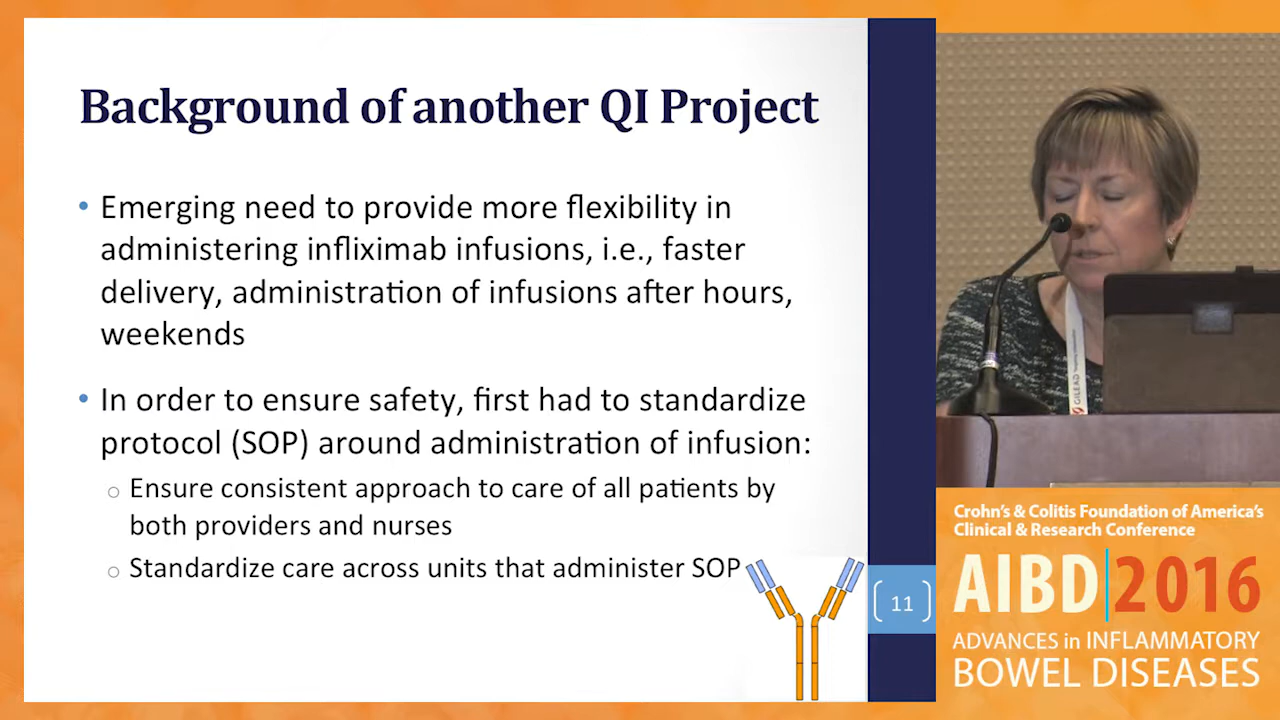 Background of another QI Project
• Emerging need to provide more flexibility in
administering infliximab infusions, i.e., faster
delivery, administration of infusions after hours,
weekends
• In order to ensure safety, first had to standardize
protocol (SOP) around administration of infusion:
o Ensure consistent approach to care of all patients by
both providers and nurses
o Standardize care across units that administer SOP
11
GILEAD
Crohn's & Colitis Foundation of America's
Clinical & Research Conference
AIBD|2016
ADVANCES in INFLAMMATORY
BOWEL DISEASES